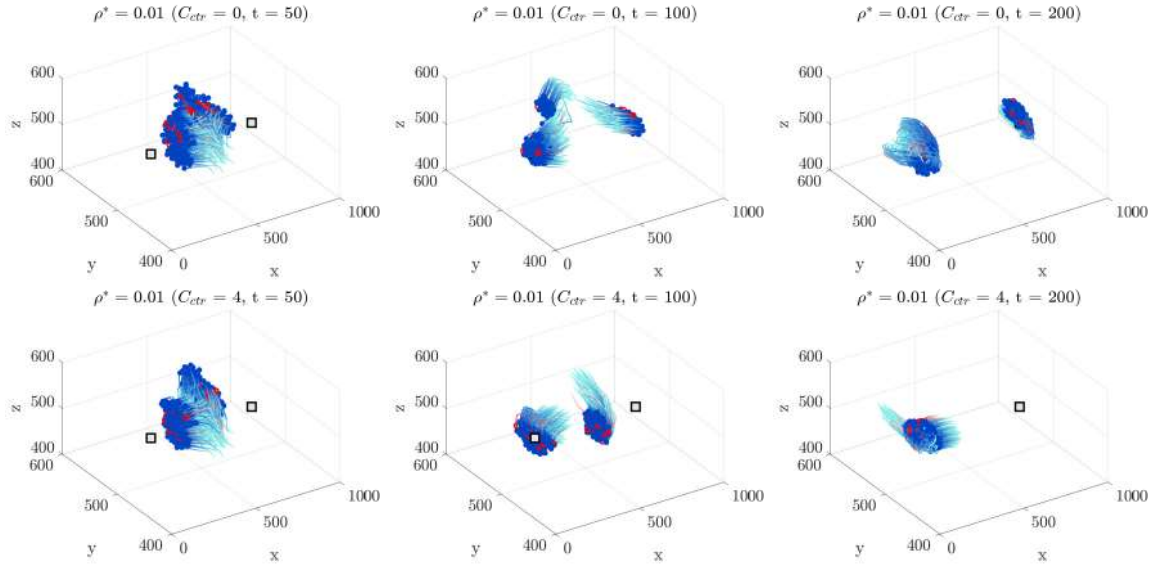 ρ* = 0.01 (C_ctr = 0, t = 50)
ρ* = 0.01 (C_ctr = 0, t = 100)
ρ* = 0.01 (C_ctr = 0, t = 200)
600
500
400
z
600
500
400
y
0
500
1000
x
600
500
400
z
600
500
400
y
0
500
1000
x
600
500
400
z
600
500
400
y
0
500
1000
x
ρ* = 0.01 (C_ctr = 4, t = 50)
ρ* = 0.01 (C_ctr = 4, t = 100)
ρ* = 0.01 (C_ctr = 4, t = 200)
600
500
400
z
600
500
400
y
0
500
1000
x
600
500
400
z
600
500
400
y
0
500
1000
x
600
500
400
z
600
500
400
y
0
500
1000
x